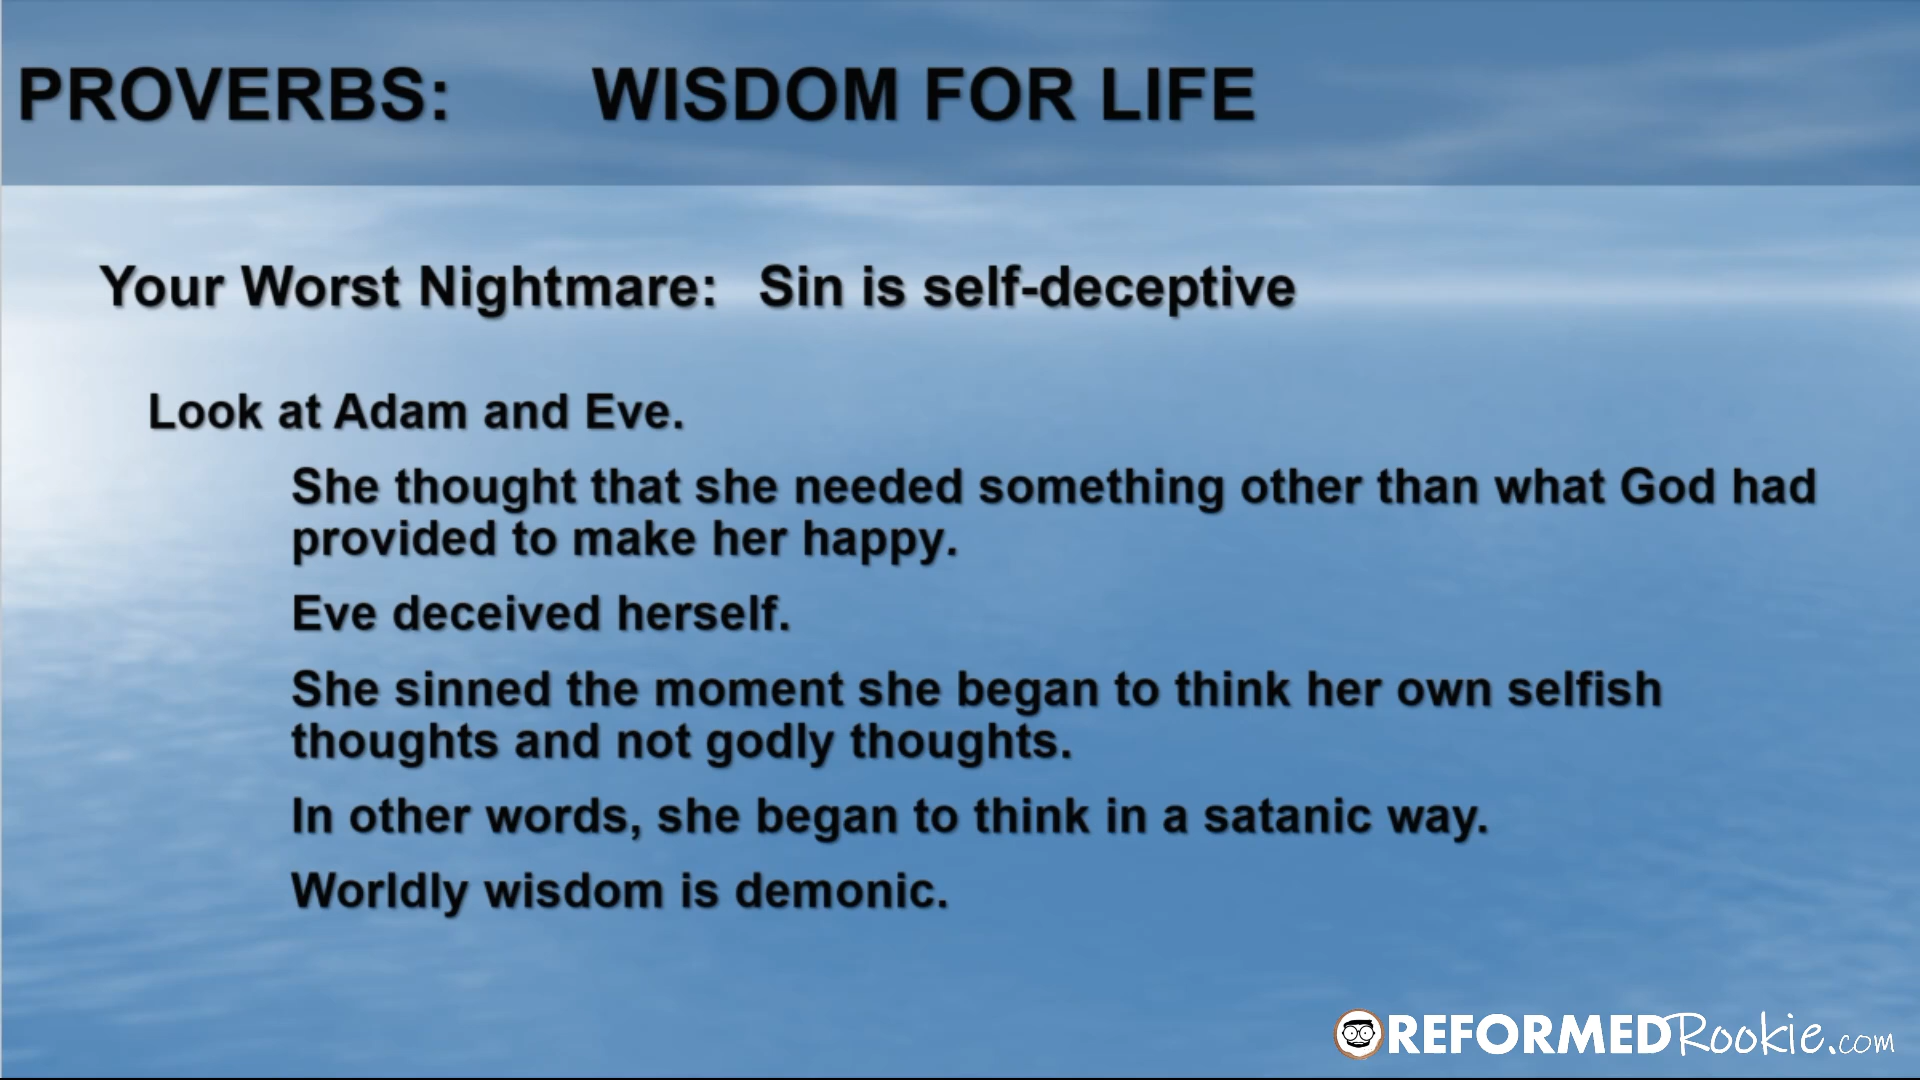 PROVERBS: WISDOM FOR LIFE
Your Worst Nightmare: Sin is self-deceptive
Look at Adam and Eve.
She thought that she needed something other than what God had
provided to make her happy.
Eve deceived herself.
She sinned the moment she began to think her own selfish
thoughts and not godly thoughts.
In other words, she began to think in a satanic way.
Worldly wisdom is demonic.
REFORMEDRookie.com